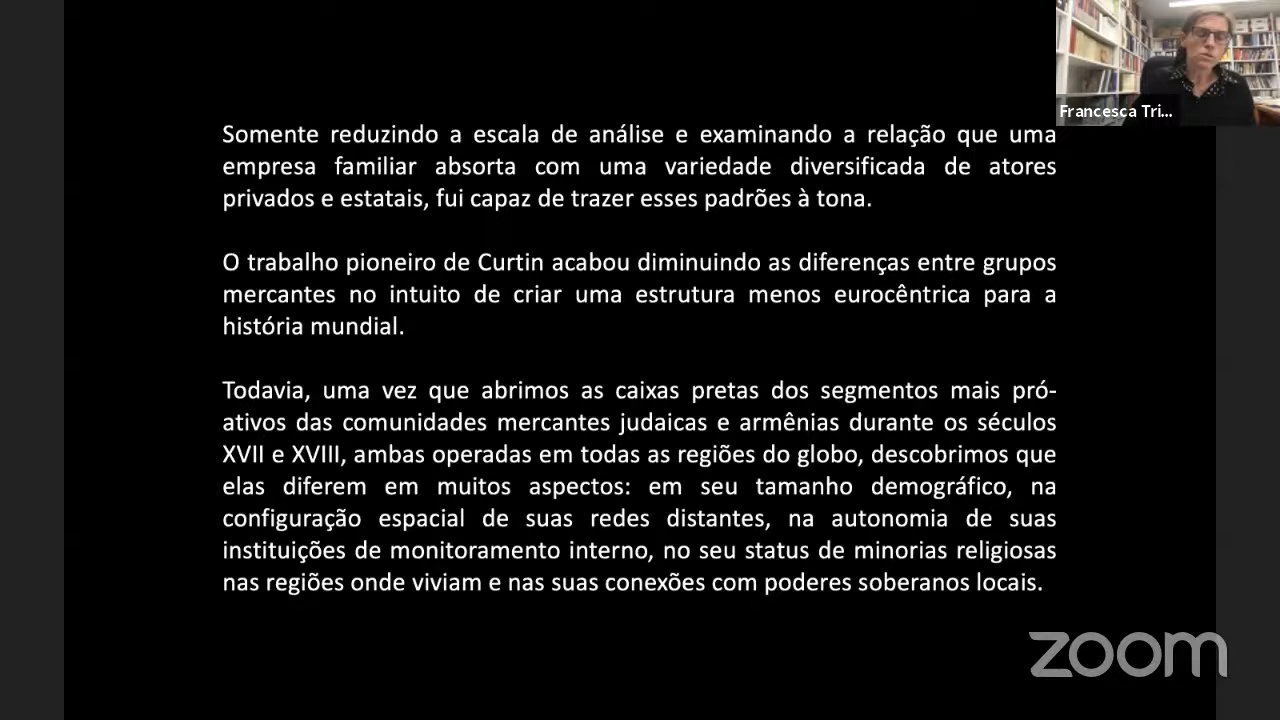 Francesca Tri...
Somente reduzindo a escala de análise e examinando a relação que uma
empresa familiar absorta com uma variedade diversificada de atores
privados e estatais, fui capaz de trazer esses padrões à tona.
O trabalho pioneiro de Curtin acabou diminuindo as diferenças entre grupos
mercantes no intuito de criar uma estrutura menos eurocêntrica para a
história mundial.
Todavia, uma vez que abrimos as caixas pretas dos segmentos mais pró-
ativos das comunidades mercantes judaicas e armênias durante os séculos
XVII e XVIII, ambas operadas em todas as regiões do globo, descobrimos que
elas diferem em muitos aspectos: em seu tamanho demográfico, na
configuração espacial de suas redes distantes, na autonomia de suas
instituições de monitoramento interno, no seu status de minorias religiosas
nas regiões onde viviam e nas suas conexões com poderes soberanos locais.
zoom